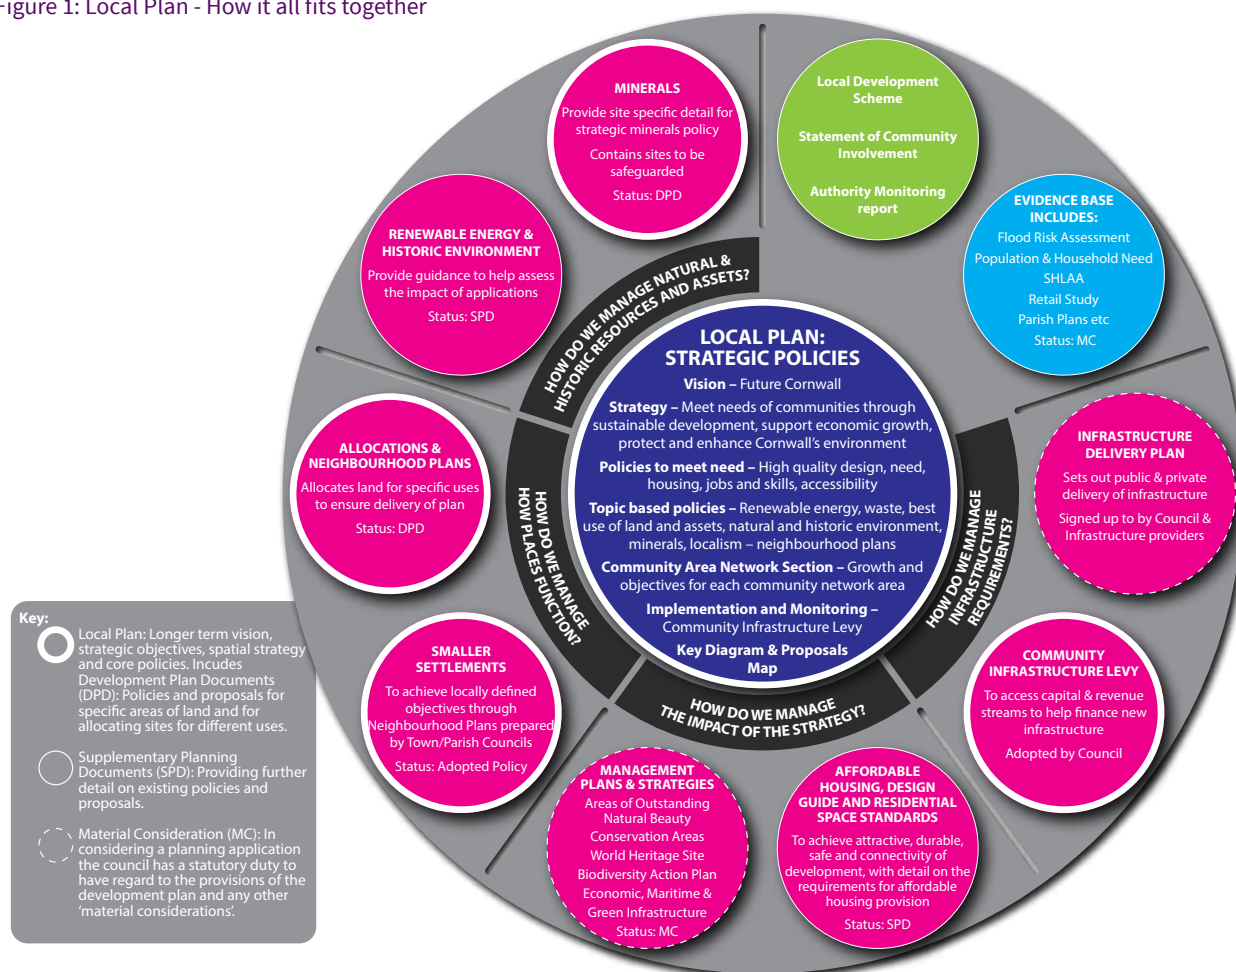 Figure 1: Local Plan - How it all fits together
MINERALS
Provide site specific detail for
strategic minerals policy
Contains sites to be
safeguarded
Status: DPD
Local Development
Scheme
Statement of Community
Involvement
Authority Monitoring
report
EVIDENCE BASE
INCLUDES:
Flood Risk Assessment
Population & Household Need
SHLAA
Retail Study
Parish Plans etc
Status: MC
RENEWABLE ENERGY &
HISTORIC ENVIRONMENT
Provide guidance to help assess
the impact of applications
Status: SPD
HOW DO WE MANAGE NATURAL &
HISTORIC RESOURCES AND ASSETS?
LOCAL PLAN:
STRATEGIC POLICIES
Vision – Future Cornwall
Strategy – Meet needs of communities through
sustainable development, support economic growth,
protect and enhance Cornwall's environment
Policies to meet need – High quality design, need,
housing, jobs and skills, accessibility
Topic based policies – Renewable energy, waste, best
use of land and assets, natural and historic environment,
minerals, localism – neighbourhood plans
Community Area Network Section – Growth and
objectives for each community network area
Implementation and Monitoring –
Community Infrastructure Levy
Key Diagram & Proposals
Map
ALLOCATIONS &
NEIGHBOURHOOD PLANS
Allocates land for specific uses
to ensure delivery of plan
Status: DPD
HOW DO WE MANAGE
HOW PLACES FUNCTION?
HOW DO WE MANAGE
INFRASTRUCTURE
REQUIREMENTS?
INFRASTRUCTURE
DELIVERY PLAN
Sets out public & private
delivery of infrastructure
Signed up to by Council &
Infrastructure providers
SMALLER
SETTLEMENTS
To achieve locally defined
objectives through
Neighbourhood Plans prepared
by Town/Parish Councils
Status: Adopted Policy
HOW DO WE MANAGE
THE IMPACT OF THE STRATEGY?
COMMUNITY
INFRASTRUCTURE LEVY
To access capital & revenue
streams to help finance new
infrastructure
Adopted by Council
MANAGEMENT
PLANS & STRATEGIES
Areas of Outstanding
Natural Beauty
Conservation Areas
World Heritage Site
Biodiversity Action Plan
Economic, Maritime &
Green Infrastructure
Status: MC
AFFORDABLE
HOUSING, DESIGN
GUIDE AND RESIDENTIAL
SPACE STANDARDS
To achieve attractive, durable,
safe and connectivity of
development, with detail on the
requirements for affordable
housing provision
Status: SPD
Key:
Local Plan: Longer term vision,
strategic objectives, spatial strategy
and core policies. Incudes
Development Plan Documents
(DPD): Policies and proposals for
specific areas of land and for
allocating sites for different uses.
Supplementary Planning
Documents (SPD): Providing further
detail on existing policies and
proposals.
Material Consideration (MC): In
considering a planning application
the council has a statutory duty to
have regard to the provisions of the
development plan and any other
'material considerations'.